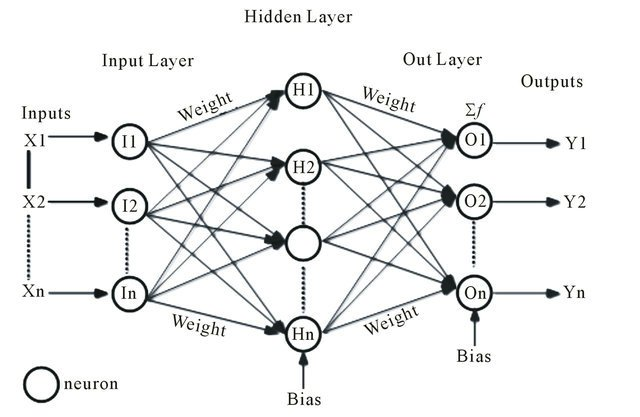 Hidden Layer
Input Layer
Out Layer
Outputs
Inputs
Weight
Weight
Σf
X1
I1
H1
O1
Y1
X2
I2
H2
O2
Y2
Xn
In
Hn
On
Yn
Weight
Weight
Bias
Bias
neuron